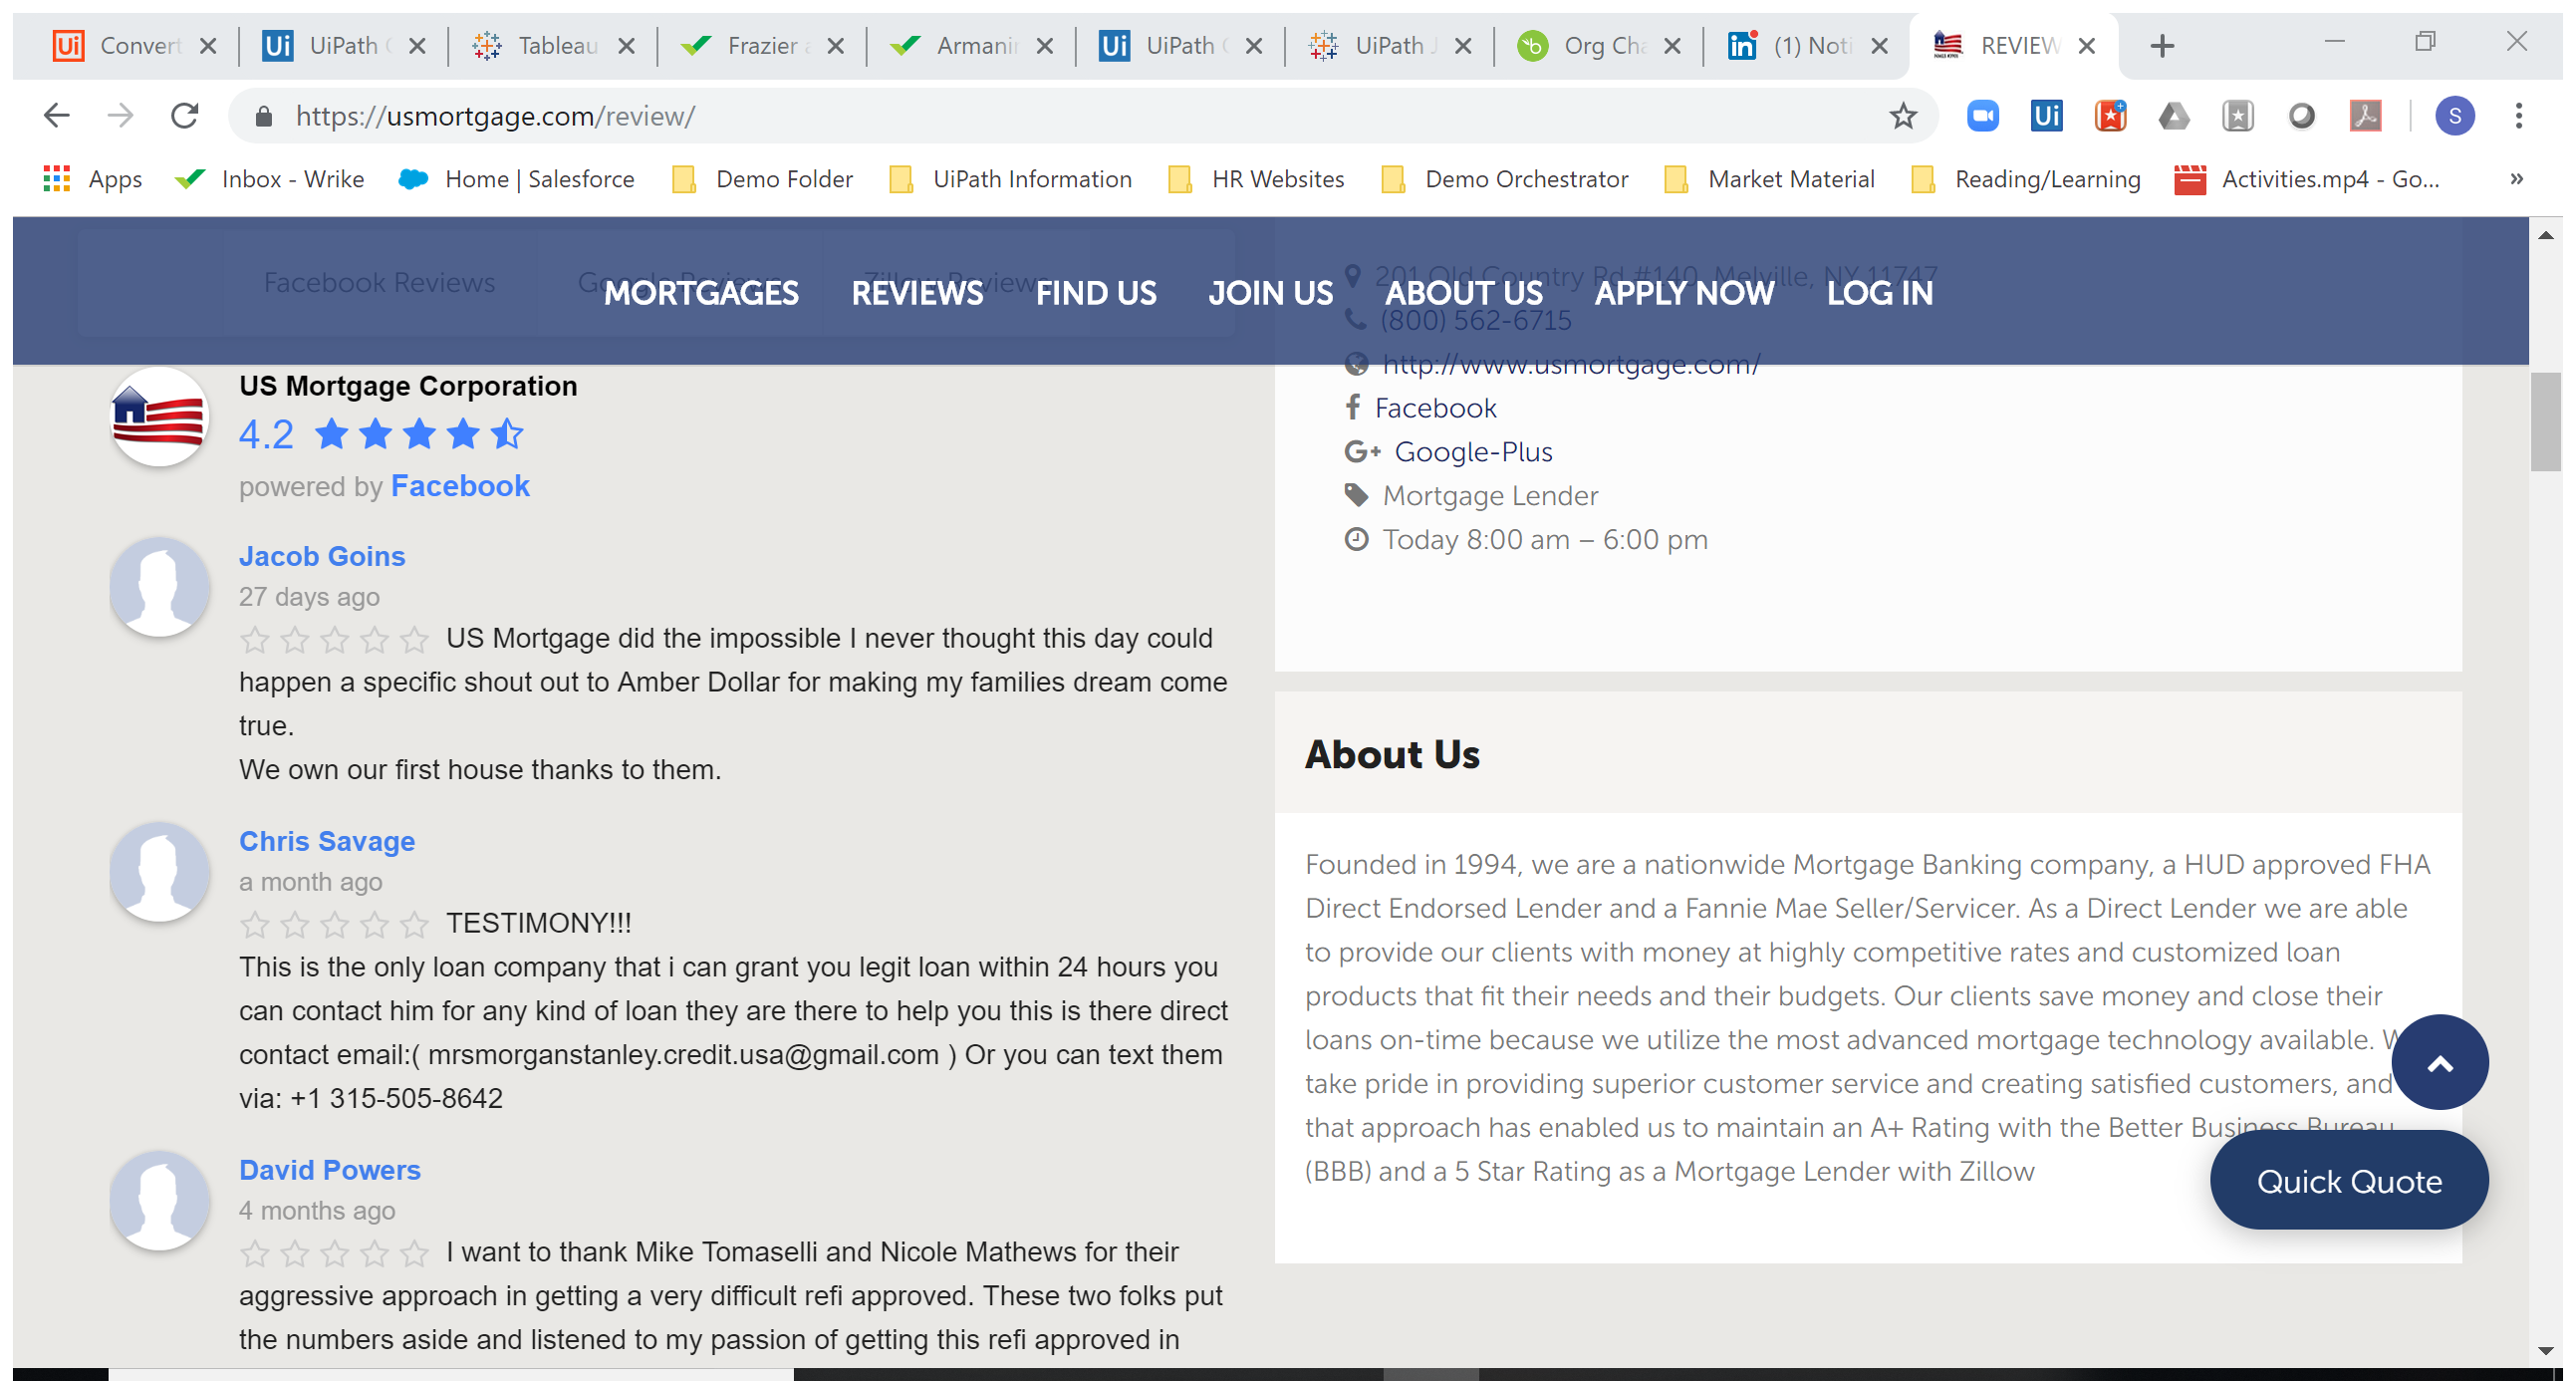 Convert
UiPath
Tableau
Frazier
Armani
UiPath
UiPath
Org Cha
(1) Noti
REVIEW
https://usmortgage.com/review/
Apps
Inbox - Wrike
Home | Salesforce
Demo Folder
UiPath Information
HR Websites
Demo Orchestrator
Market Material
Reading/Learning
Activities.mp4 - Go...
»
Facebook Reviews
Google Reviews
Zillow Reviews
MORTGAGES
REVIEWS
FIND US
JOIN US
ABOUT US
APPLY NOW
LOG IN
US Mortgage Corporation
4.2
powered by Facebook
Jacob Goins
27 days ago
US Mortgage did the impossible I never thought this day could
happen a specific shout out to Amber Dollar for making my families dream come
true.
We own our first house thanks to them.
Chris Savage
a month ago
TESTIMONY!!!
This is the only loan company that i can grant you legit loan within 24 hours you
can contact him for any kind of loan they are there to help you this is there direct
contact email:( mrsmorganstanley.credit.usa@gmail.com ) Or you can text them
via: +1 315-505-8642
David Powers
4 months ago
I want to thank Mike Tomaselli and Nicole Mathews for their
aggressive approach in getting a very difficult refi approved. These two folks put
the numbers aside and listened to my passion of getting this refi approved in
201 Old Country Rd #140, Melville, NY 11747
(800) 562-6715
http://www.usmortgage.com/
Facebook
Google-Plus
Mortgage Lender
Today 8:00 am – 6:00 pm
About Us
Founded in 1994, we are a nationwide Mortgage Banking company, a HUD approved FHA
Direct Endorsed Lender and a Fannie Mae Seller/Servicer. As a Direct Lender we are able
to provide our clients with money at highly competitive rates and customized loan
products that fit their needs and their budgets. Our clients save money and close their
loans on-time because we utilize the most advanced mortgage technology available.
take pride in providing superior customer service and creating satisfied customers, and
that approach has enabled us to maintain an A+ Rating with the Better Business Bureau
(BBB) and a 5 Star Rating as a Mortgage Lender with Zillow
Quick Quote